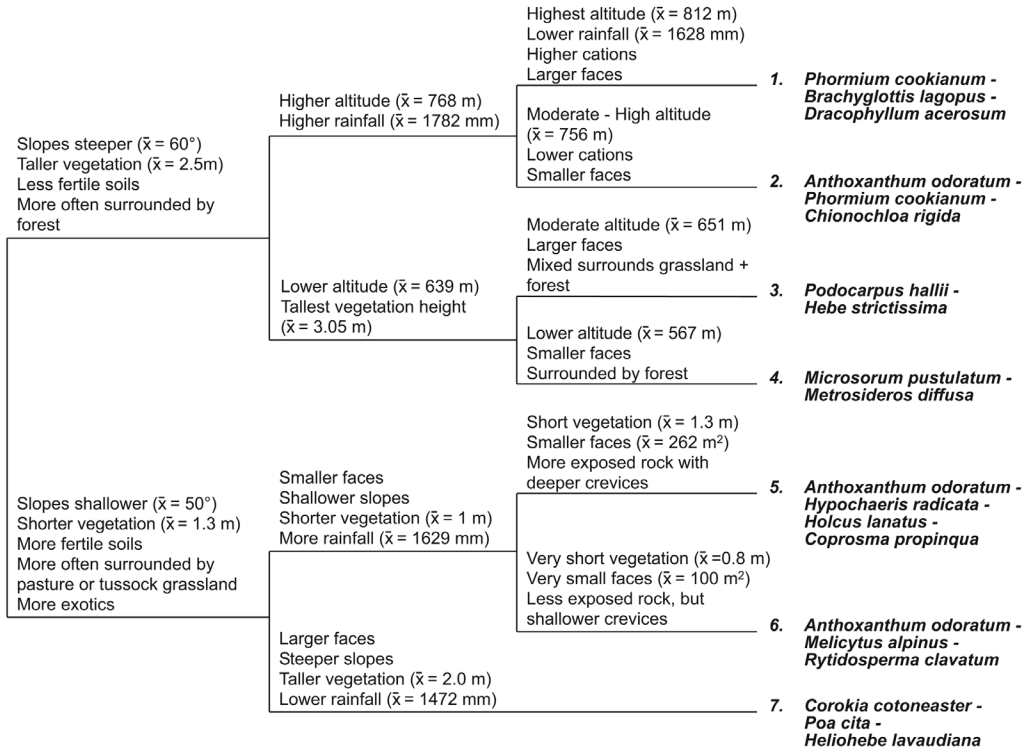 Highest altitude (x̄ = 812 m)
Lower rainfall (x̄ = 1628 mm)
Higher cations
Larger faces
1. Phormium cookianum -
Brachyglottis lagopus -
Dracophyllum acerosum
Higher altitude (x̄ = 768 m)
Higher rainfall (x̄ = 1782 mm)
Moderate - High altitude
(x̄ = 756 m)
Lower cations
Smaller faces
2. Anthoxanthum odoratum -
Phormium cookianum -
Chionochloa rigida
Slopes steeper (x̄ = 60°)
Taller vegetation (x̄ = 2.5m)
Less fertile soils
More often surrounded by
forest
Moderate altitude (x̄ = 651 m)
Larger faces
Mixed surrounds grassland +
forest
3. Podocarpus hallii -
Hebe strictissima
Lower altitude (x̄ = 639 m)
Tallest vegetation height
(x̄ = 3.05 m)
Lower altitude (x̄ = 567 m)
Smaller faces
Surrounded by forest
4. Microsorum pustulatum -
Metrosideros diffusa
Short vegetation (x̄ = 1.3 m)
Smaller faces (x̄ = 262 m²)
More exposed rock with
deeper crevices
5. Anthoxanthum odoratum -
Hypochaeris radicata -
Holcus lanatus -
Coprosma propinqua
Smaller faces
Shallower slopes
Shorter vegetation (x̄ = 1 m)
More rainfall (x̄ = 1629 mm)
Slopes shallower (x̄ = 50°)
Shorter vegetation (x̄ = 1.3 m)
More fertile soils
More often surrounded by
pasture or tussock grassland
More exotics
Very short vegetation (x̄ =0.8 m)
Very small faces (x̄ = 100 m²)
Less exposed rock, but
shallower crevices
6. Anthoxanthum odoratum -
Melicytus alpinus -
Rytidosperma clavatum
Larger faces
Steeper slopes
Taller vegetation (x̄ = 2.0 m)
Lower rainfall (x̄ = 1472 mm)
7. Corokia cotoneaster -
Poa cita -
Heliohebe lavaudiana